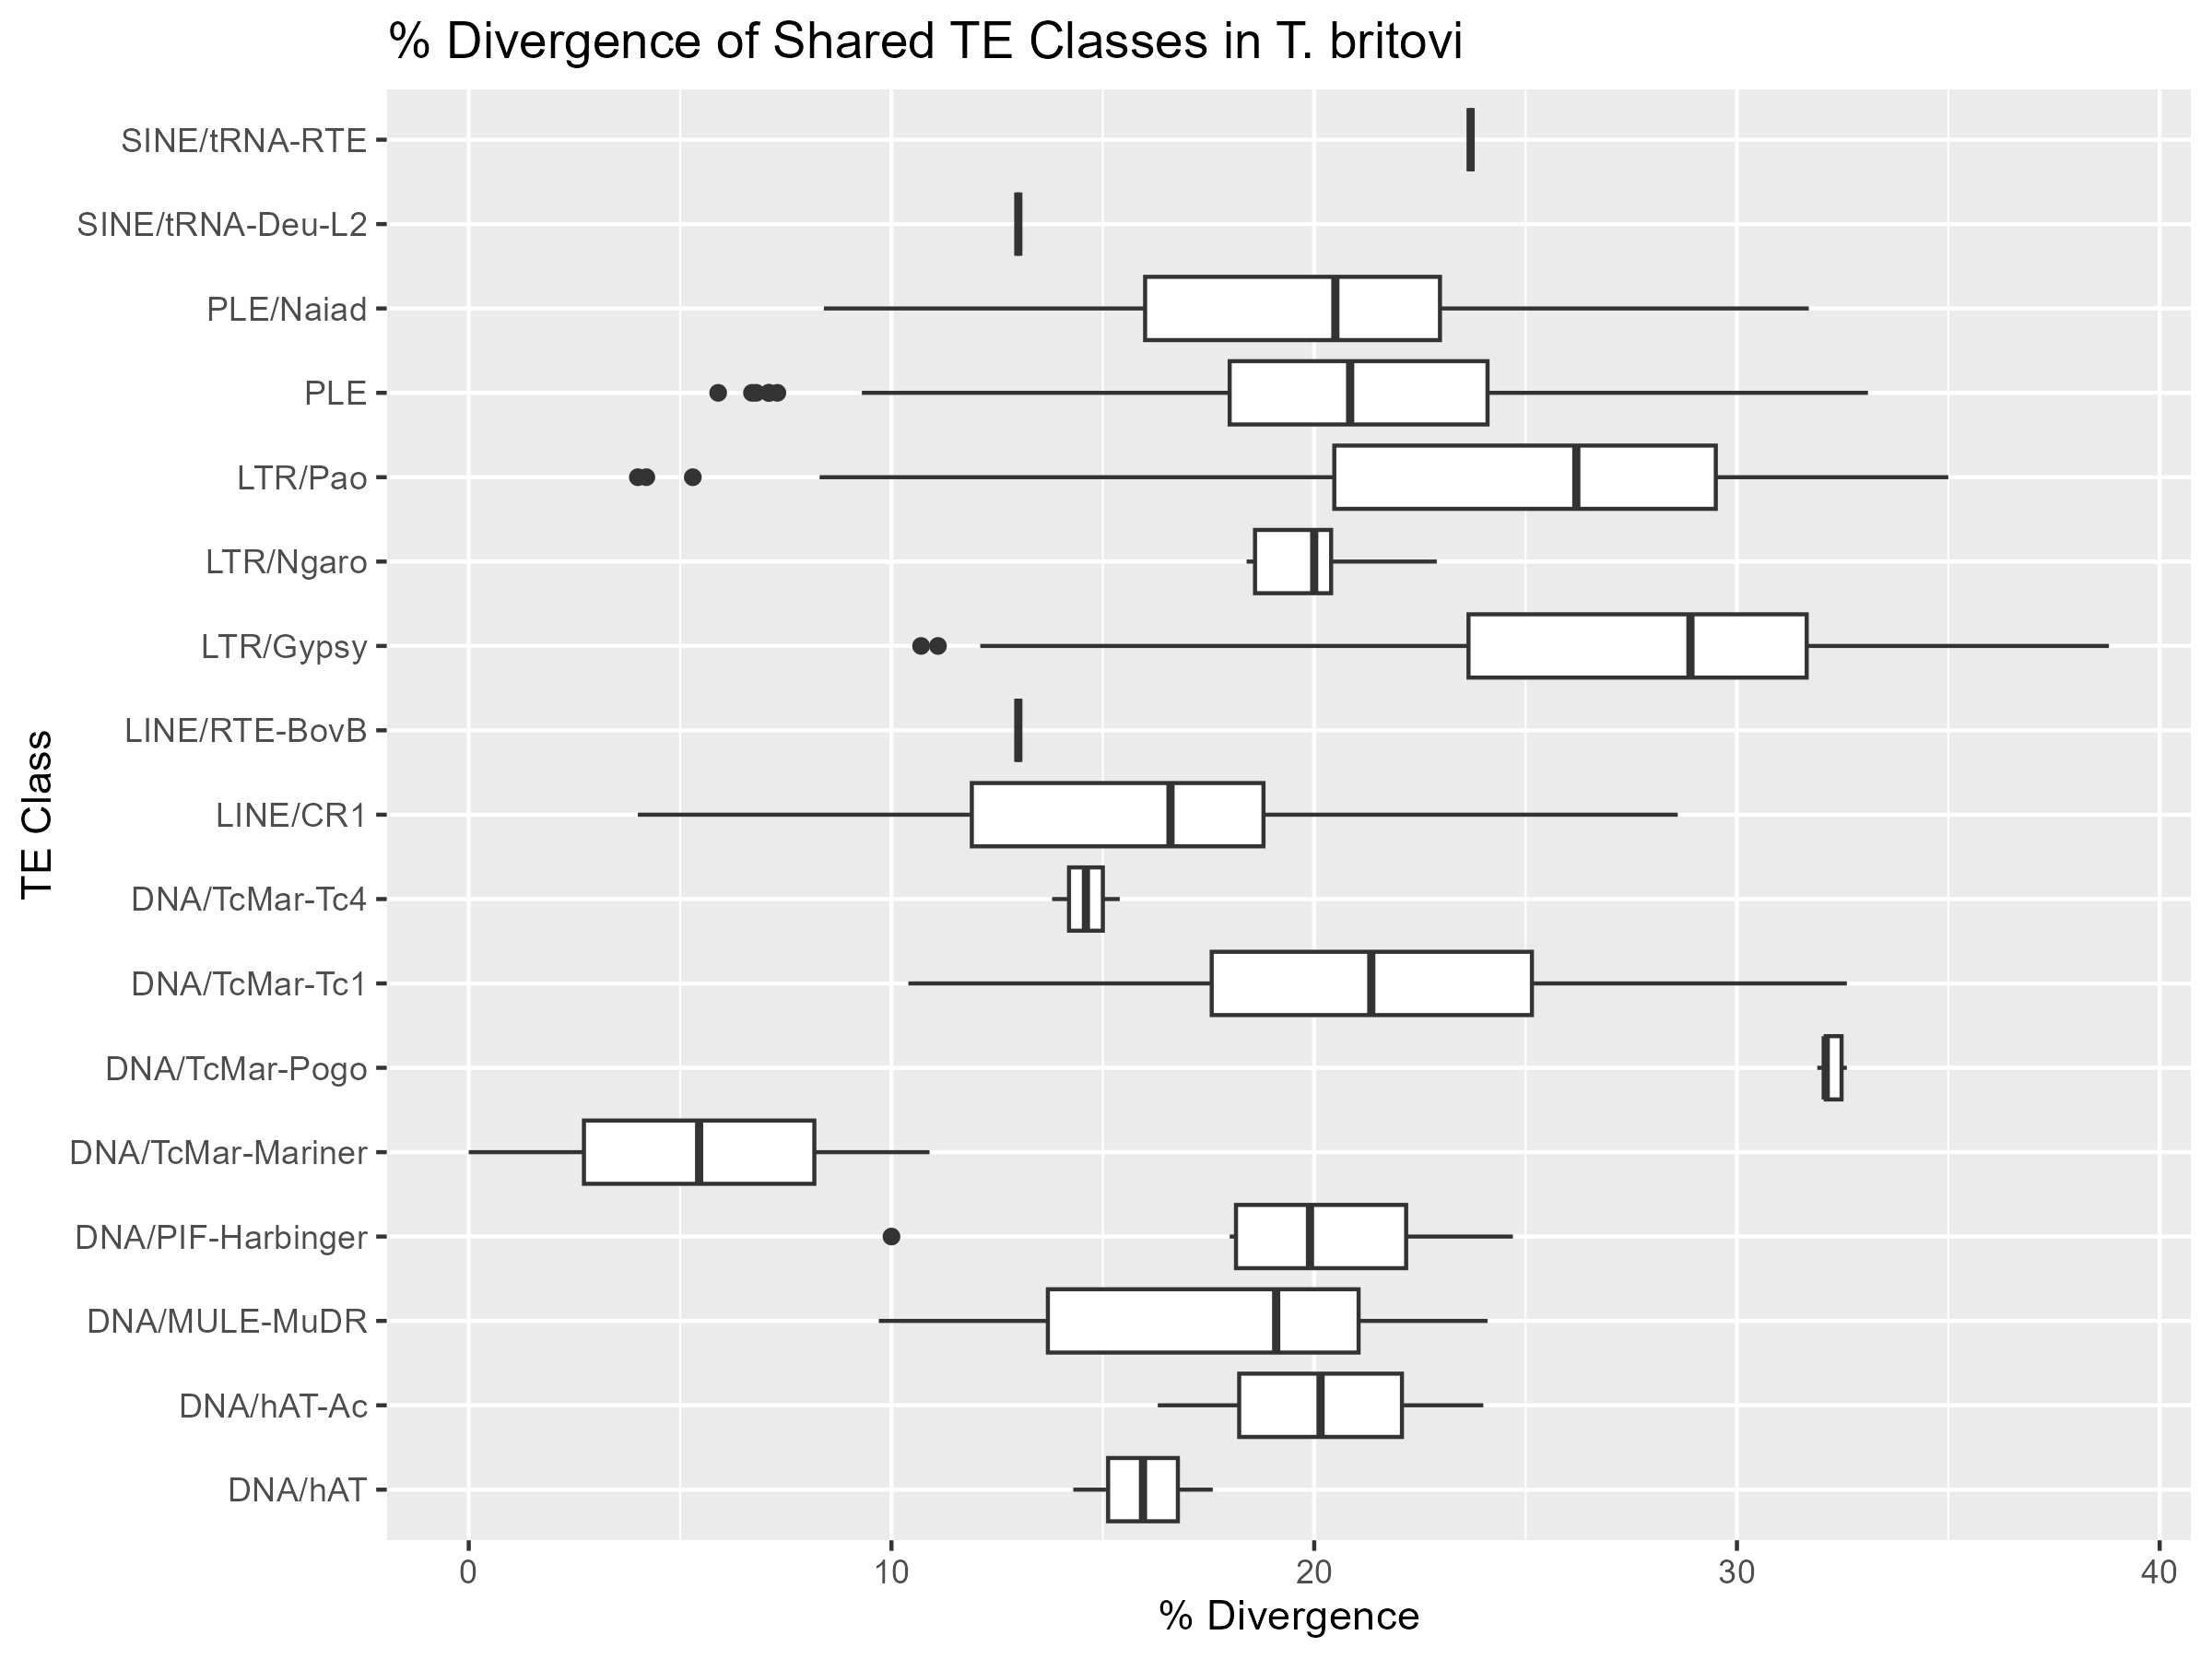 % Divergence of Shared TE Classes in T. britovi
SINE/tRNA-RTE
SINE/tRNA-Deu-L2
PLE/Naiad
PLE
LTR/Pao
LTR/Ngaro
LTR/Gypsy
LINE/RTE-BovB
LINE/CR1
DNA/TcMar-Tc4
DNA/TcMar-Tc1
DNA/TcMar-Pogo
DNA/TcMar-Mariner
DNA/PIF-Harbinger
DNA/MULE-MuDR
DNA/hAT-Ac
DNA/hAT
TE Class
0 10 20 30 40
% Divergence